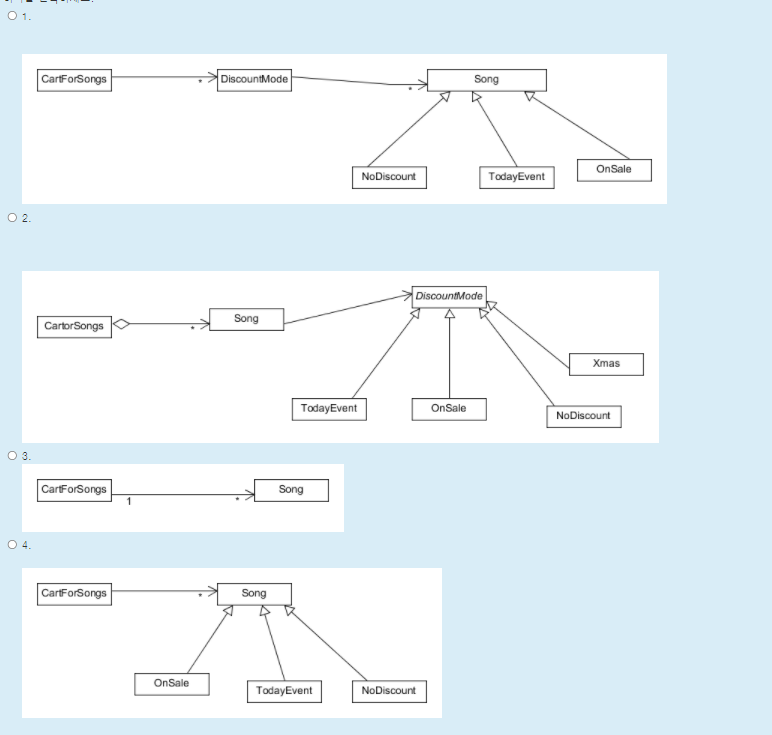 1.
CartForSongs * DiscountMode * Song
NoDiscount TodayEvent OnSale
2.
DiscountMode
CartorSongs * Song
Xmas
TodayEvent OnSale NoDiscount
3.
CartForSongs 1 * Song
4.
CartForSongs * Song
OnSale TodayEvent NoDiscount